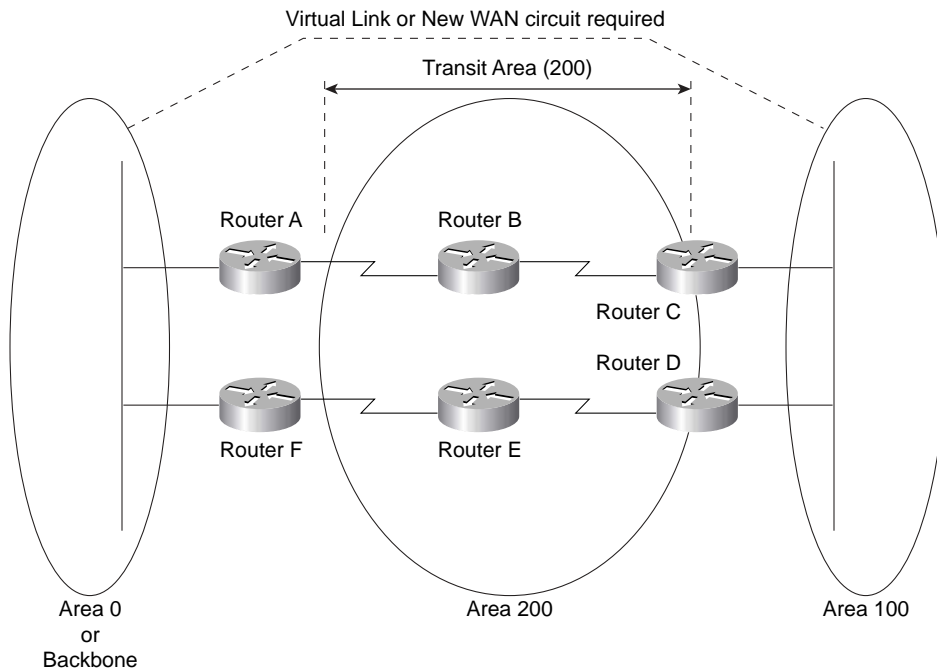 Virtual Link or New WAN circuit required
Transit Area (200)
Router A
Router B
Router C
Router D
Router F
Router E
Area 0
or
Backbone
Area 200
Area 100